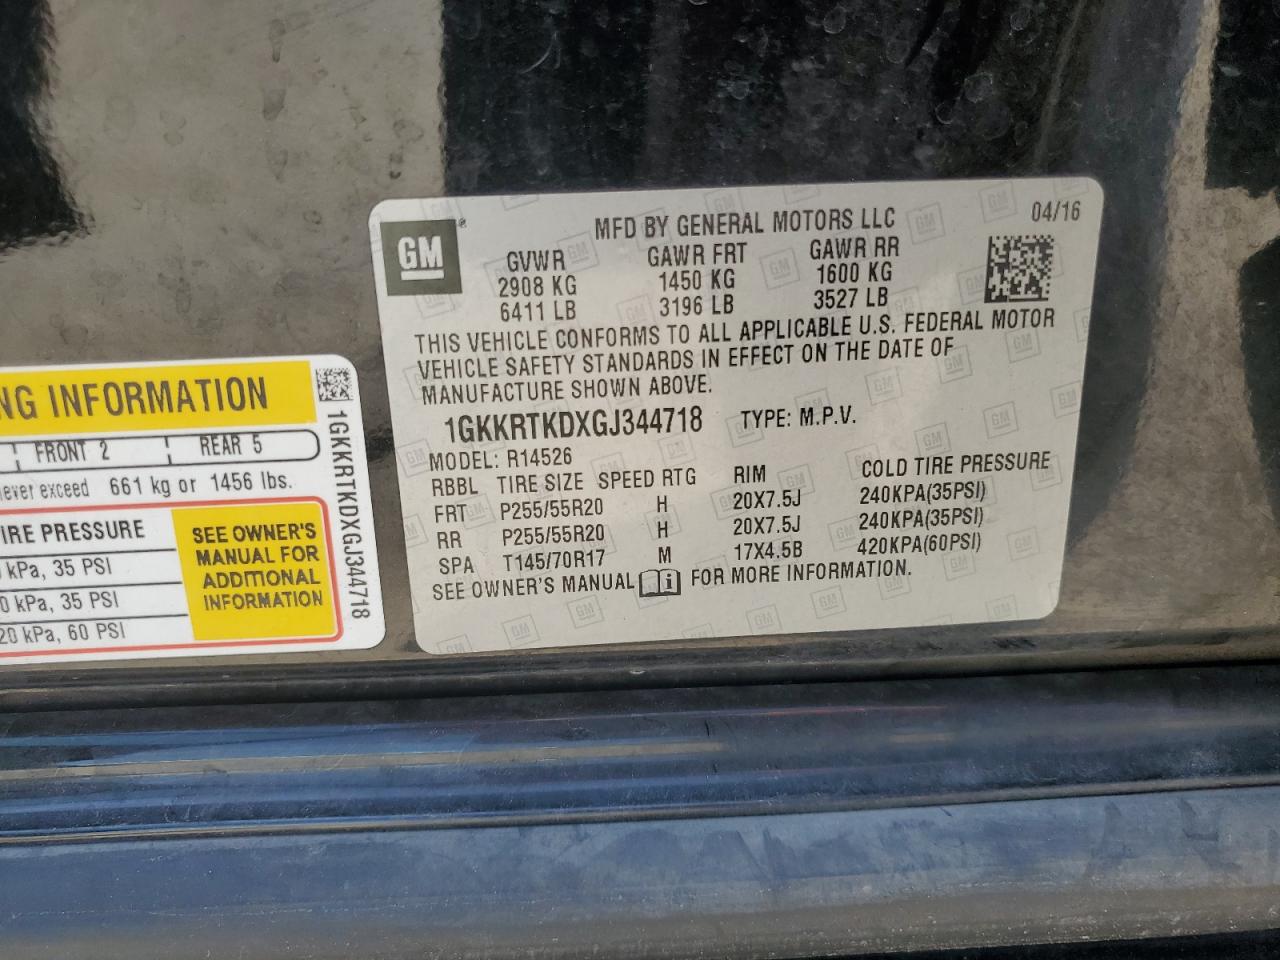 GM
MFD BY GENERAL MOTORS LLC
04/16
GVWR GAWR FRT GAWR RR
2908 KG 1450 KG 1600 KG
6411 LB 3196 LB 3527 LB
THIS VEHICLE CONFORMS TO ALL APPLICABLE U.S. FEDERAL MOTOR
VEHICLE SAFETY STANDARDS IN EFFECT ON THE DATE OF
MANUFACTURE SHOWN ABOVE.
1GKKRTKDXGJ344718 TYPE: M.P.V.
MODEL: R14526
RBBL TIRE SIZE SPEED RTG RIM COLD TIRE PRESSURE
FRT P255/55R20 H 20X7.5J 240KPA(35PSI)
RR P255/55R20 H 20X7.5J 240KPA(35PSI)
SPA T145/70R17 M 17X4.5B 420KPA(60PSI)
SEE OWNER'S MANUAL FOR MORE INFORMATION.
NG INFORMATION
FRONT 2 REAR 5
never exceed 661 kg or 1456 lbs.
IRE PRESSURE
kPa, 35 PSI
0 kPa, 35 PSI
20 kPa, 60 PSI
SEE OWNER'S
MANUAL FOR
ADDITIONAL
INFORMATION
1GKKRTKDXGJ344718